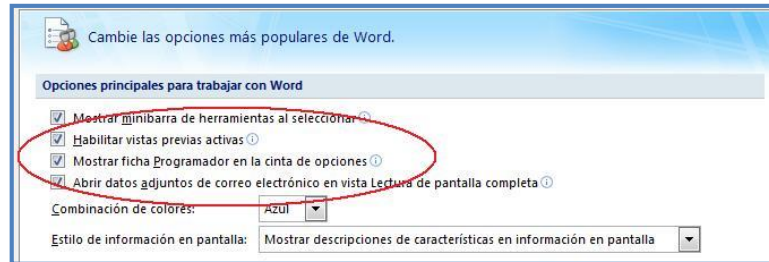 Cambie las opciones más populares de Word.
Opciones principales para trabajar con Word
Mostrar minibarra de herramientas al seleccionar
Habilitar vistas previas activas
Mostrar ficha Programador en la cinta de opciones
Abrir datos adjuntos de correo electrónico en vista Lectura de pantalla completa
Combinación de colores: Azul
Estilo de información en pantalla: Mostrar descripciones de características en información en pantalla